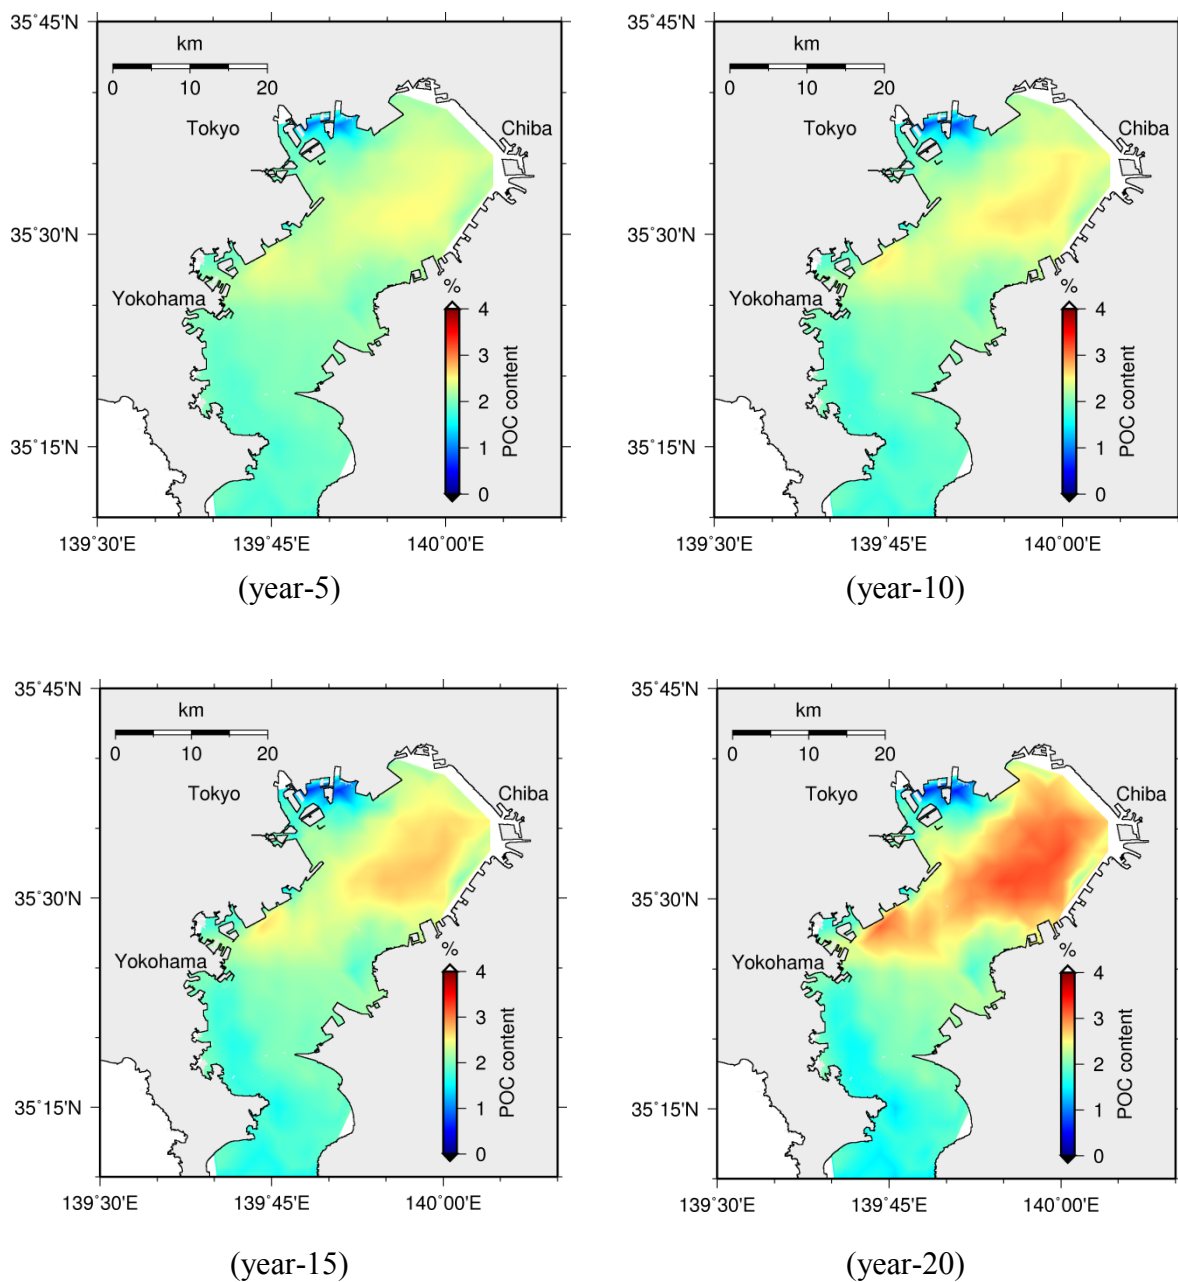 35°45'N
km
0 10 20
Tokyo
Chiba
35°30'N
Yokohama
%
4
3
2
1
0
POC content
35°15'N
139°30'E 139°45'E 140°00'E
(year-5)
35°45'N
km
0 10 20
Tokyo
Chiba
35°30'N
Yokohama
%
4
3
2
1
0
POC content
35°15'N
139°30'E 139°45'E 140°00'E
(year-10)
35°45'N
km
0 10 20
Tokyo
Chiba
35°30'N
Yokohama
%
4
3
2
1
0
POC content
35°15'N
139°30'E 139°45'E 140°00'E
(year-15)
35°45'N
km
0 10 20
Tokyo
Chiba
35°30'N
Yokohama
%
4
3
2
1
0
POC content
35°15'N
139°30'E 139°45'E 140°00'E
(year-20)